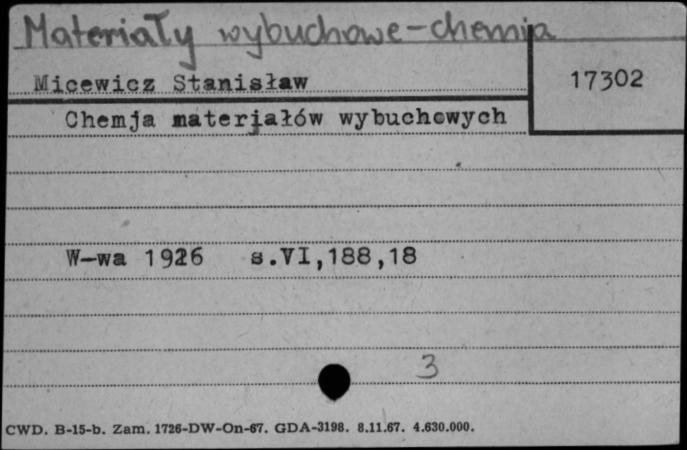 Materiały wybuchowe-chemia
Micewicz Stanisław
17302
Chemja materjałów wybuchowych
W-wa 1926 s.VI,188,18
3
CWD. B-15-b. Zam. 1726-DW-On-67. GDA-3198. 8.11.67. 4.630.000.